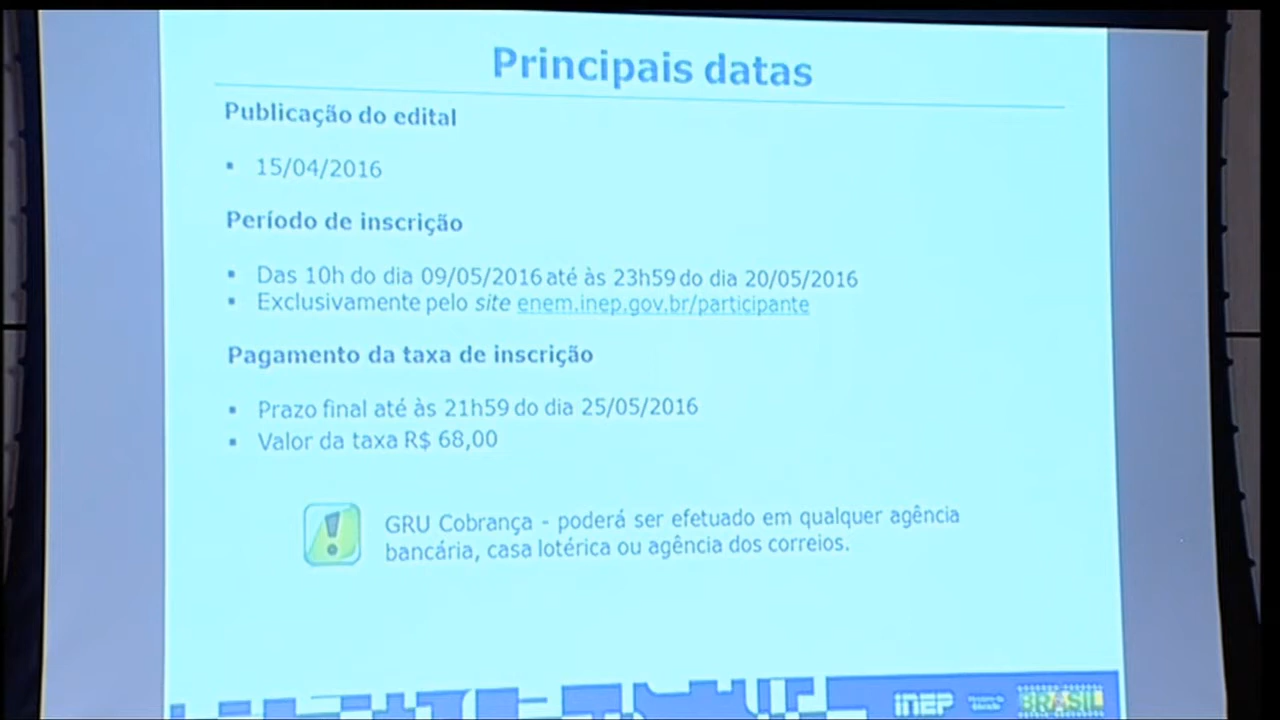 Principais datas
Publicação do edital
▪ 15/04/2016
Período de inscrição
▪ Das 10h do dia 09/05/2016 até às 23h59 do dia 20/05/2016
▪ Exclusivamente pelo site enem.inep.gov.br/participante
Pagamento da taxa de inscrição
▪ Prazo final até às 21h59 do dia 25/05/2016
▪ Valor da taxa R$ 68,00
GRU Cobrança - poderá ser efetuado em qualquer agência
bancária, casa lotérica ou agência dos correios.
INEP BRASIL